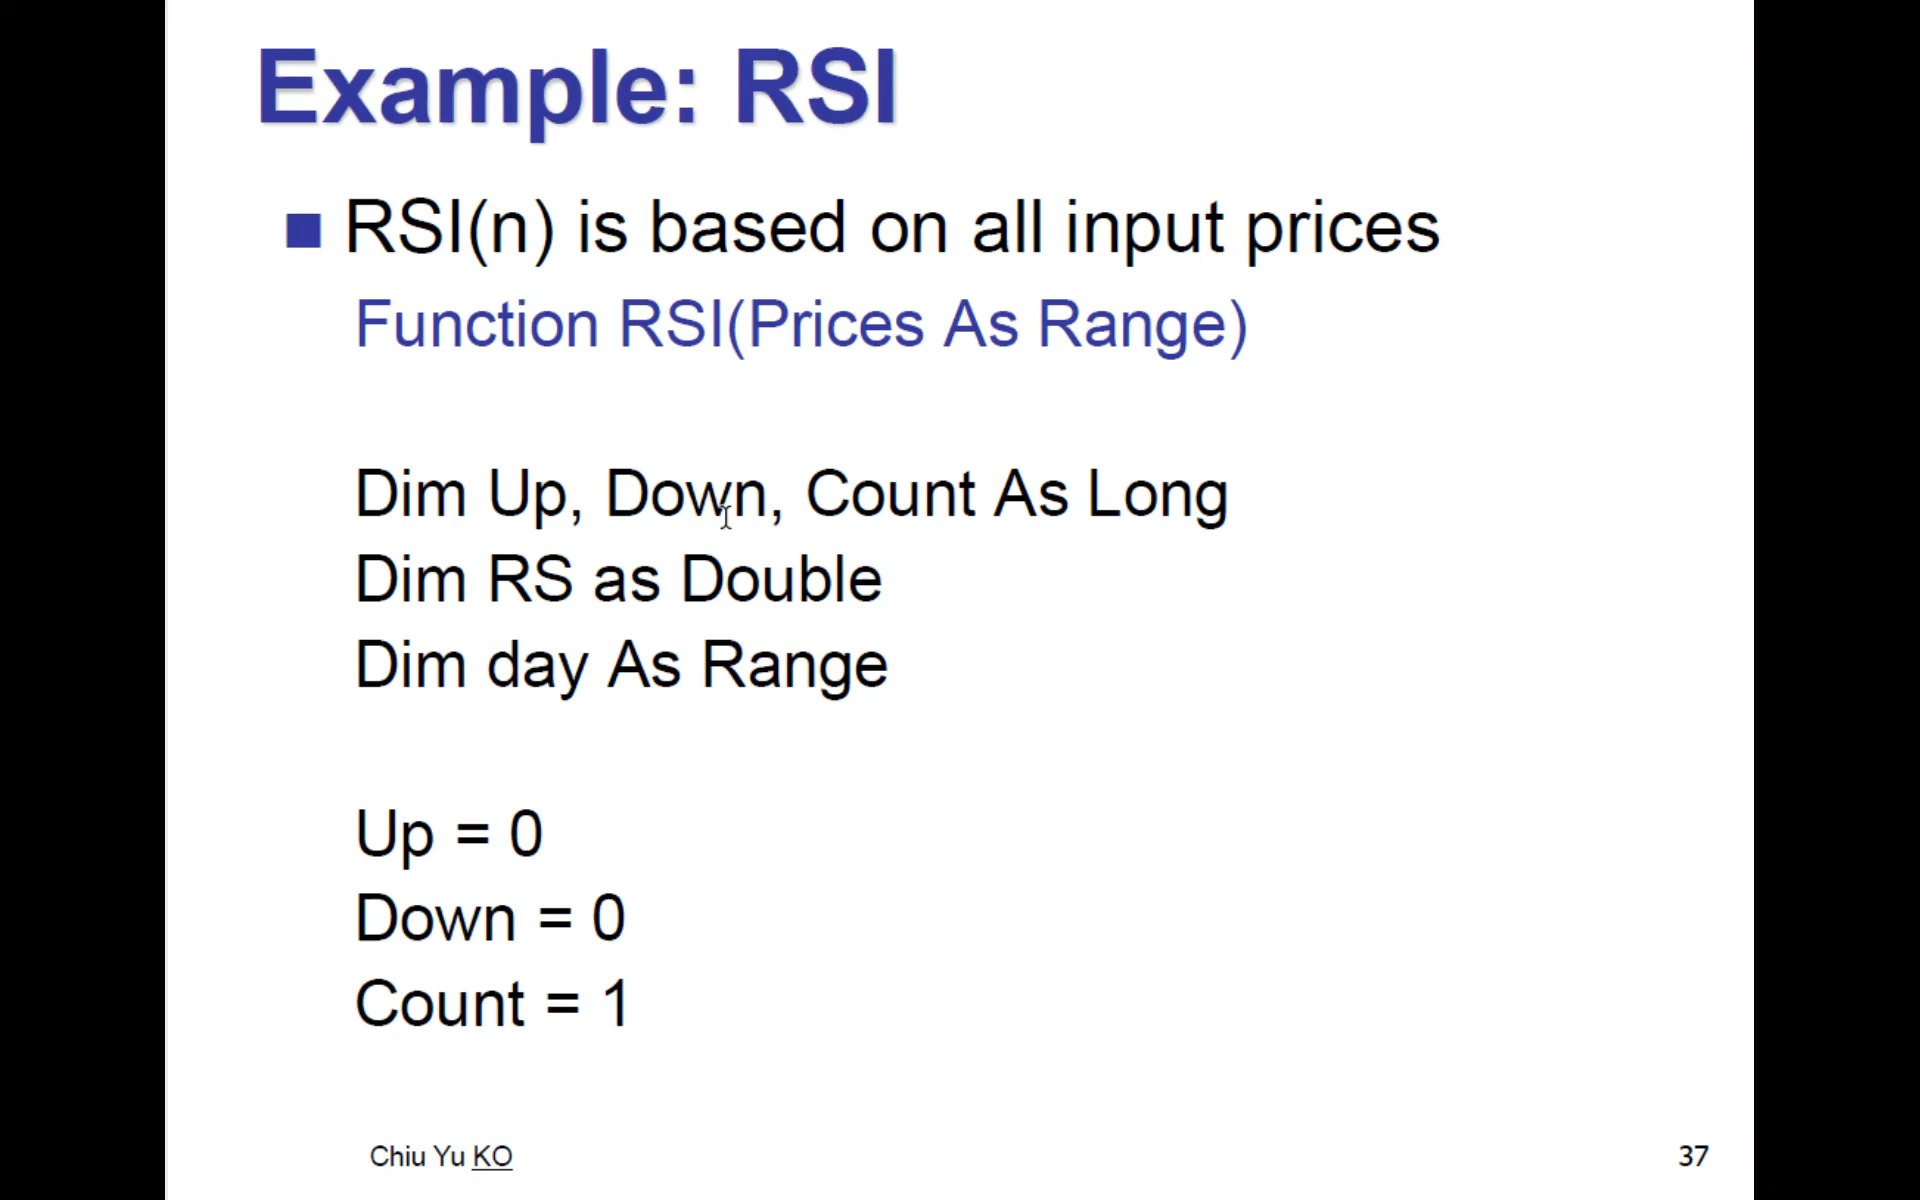 Example: RSI
RSI(n) is based on all input prices
Function RSI(Prices As Range)
Dim Up, Down, Count As Long
Dim RS as Double
Dim day As Range
Up = 0
Down = 0
Count = 1
Chiu Yu KO
37